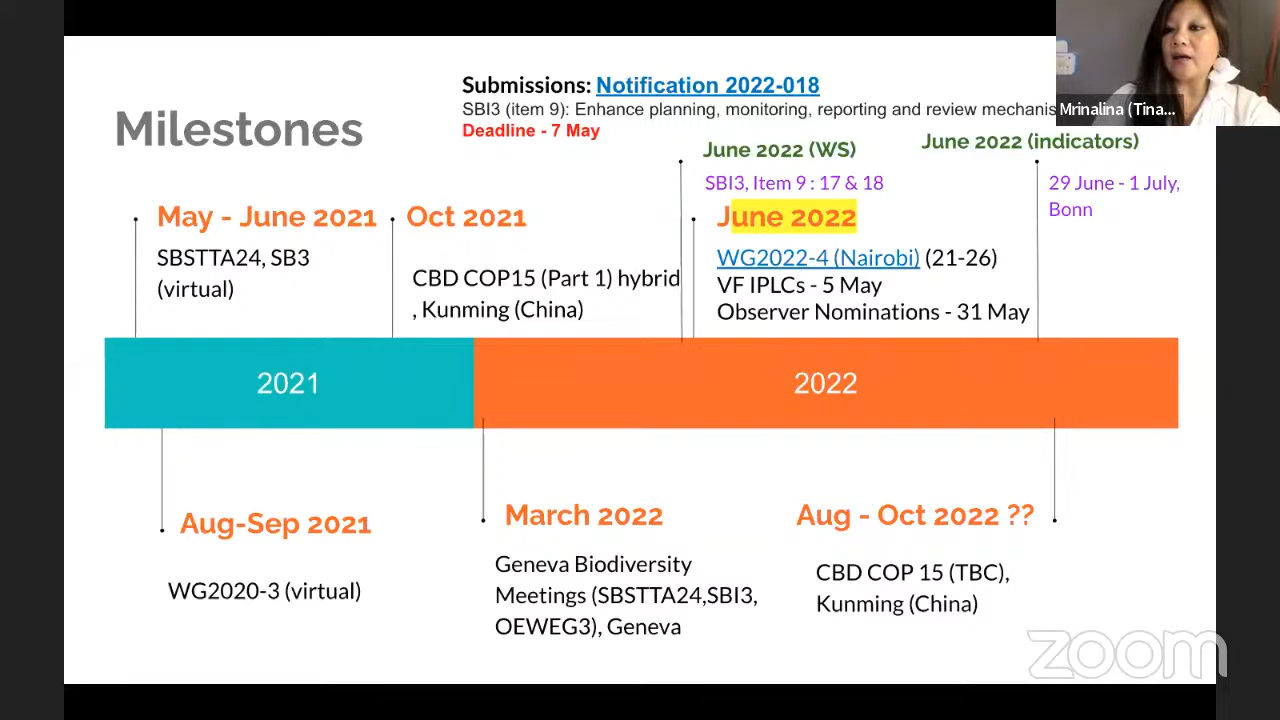 Submissions: Notification 2022-018
SBI3 (item 9): Enhance planning, monitoring, reporting and review mechanis
Deadline - 7 May
Mrinalina (Tina...
Milestones
June 2022 (WS)
SBI3, Item 9 : 17 & 18
June 2022 (indicators)
29 June - 1 July,
Bonn
May - June 2021
SBSTTA24, SB3
(virtual)
Oct 2021
CBD COP15 (Part 1) hybrid
, Kunming (China)
June 2022
WG2022-4 (Nairobi) (21-26)
VF IPLCs - 5 May
Observer Nominations - 31 May
2021
2022
Aug-Sep 2021
WG2020-3 (virtual)
March 2022
Geneva Biodiversity
Meetings (SBSTTA24,SBI3,
OEWEG3), Geneva
Aug - Oct 2022 ??
CBD COP 15 (TBC),
Kunming (China)
zoom